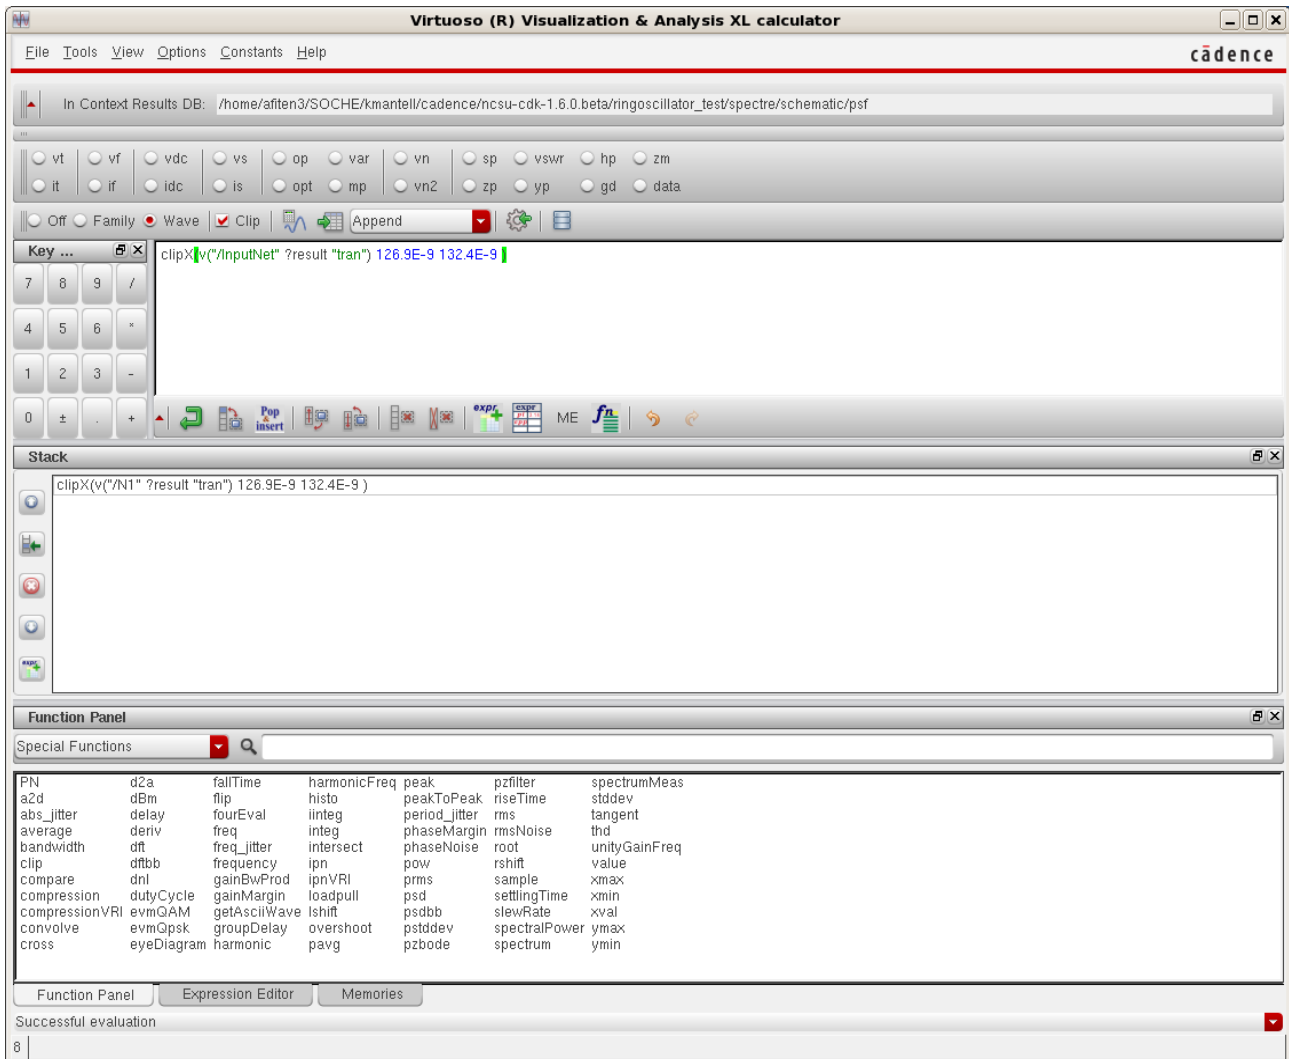 Virtuoso (R) Visualization & Analysis XL calculator
File Tools View Options Constants Help
cādence
In Context Results DB: /home/afiten3/SOCHE/kmantell/cadence/ncsu-cdk-1.6.0.beta/ringoscillator_test/spectre/schematic/psf
vt vf vdc vs op var vn sp vswr hp zm
it if idc is opt mp vn2 zp yp gd data
Off Family Wave Clip Append
Key ...
clipX(v("/InputNet" ?result "tran") 126.9E-9 132.4E-9 )
7 8 9 /
4 5 6 *
1 2 3 -
0 ± . +
Pop & insert expr expr ME fn
Stack
clipX(v("/N1" ?result "tran") 126.9E-9 132.4E-9 )
expr
Function Panel
Special Functions
PN d2a fallTime harmonicFreq peak pzfilter spectrumMeas
a2d dBm flip histo peakToPeak riseTime stddev
abs_jitter delay fourEval iinteg period_jitter rms tangent
average deriv freq integ phaseMargin rmsNoise thd
bandwidth dft freq_jitter intersect phaseNoise root unityGainFreq
clip dftbb frequency ipn pow rshift value
compare dnl gainBwProd ipnVRI prms sample xmax
compression dutyCycle gainMargin loadpull psd settlingTime xmin
compressionVRI evmQAM getAsciiWave lshift psdbb slewRate xval
convolve evmQpsk groupDelay overshoot pstddev spectralPower ymax
cross eyeDiagram harmonic pavg pzbode spectrum ymin
Function Panel Expression Editor Memories
Successful evaluation
8